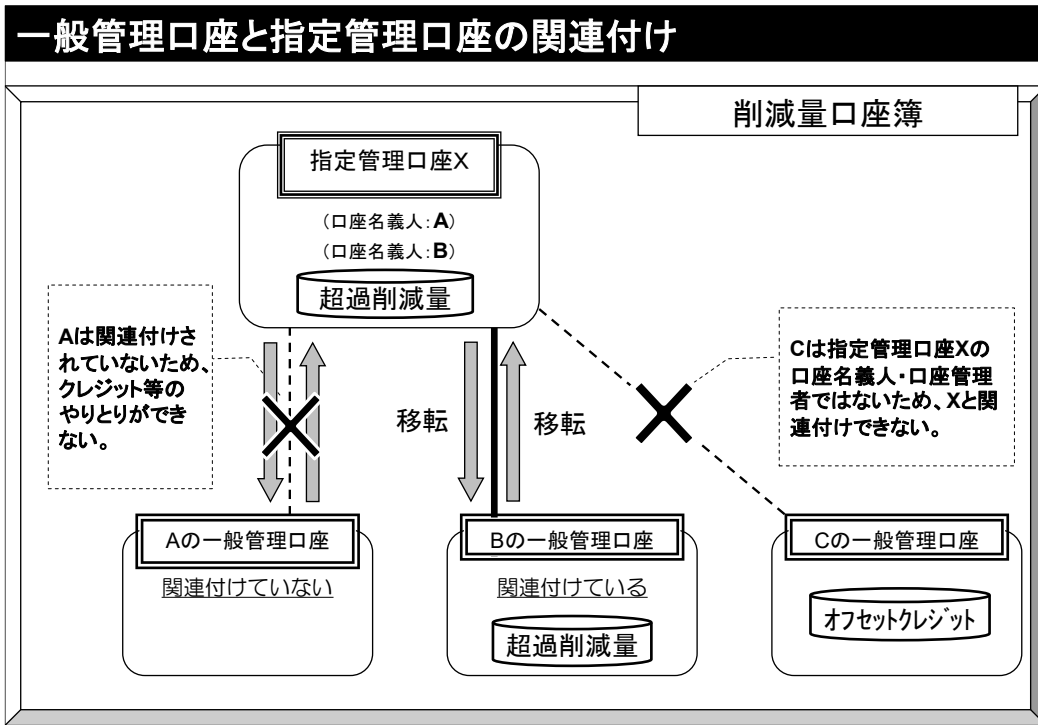 一般管理口座と指定管理口座の関連付け
削減量口座簿
指定管理口座X
（口座名義人：A）
（口座名義人：B）
超過削減量
Aは関連付けさ
れていないため、
クレジット等の
やりとりができ
ない。
移転
移転
Cは指定管理口座Xの
口座名義人・口座管理
者ではないため、Xと関
連付けできない。
Aの一般管理口座
関連付けていない
Bの一般管理口座
関連付けている
超過削減量
Cの一般管理口座
オフセットクレジット